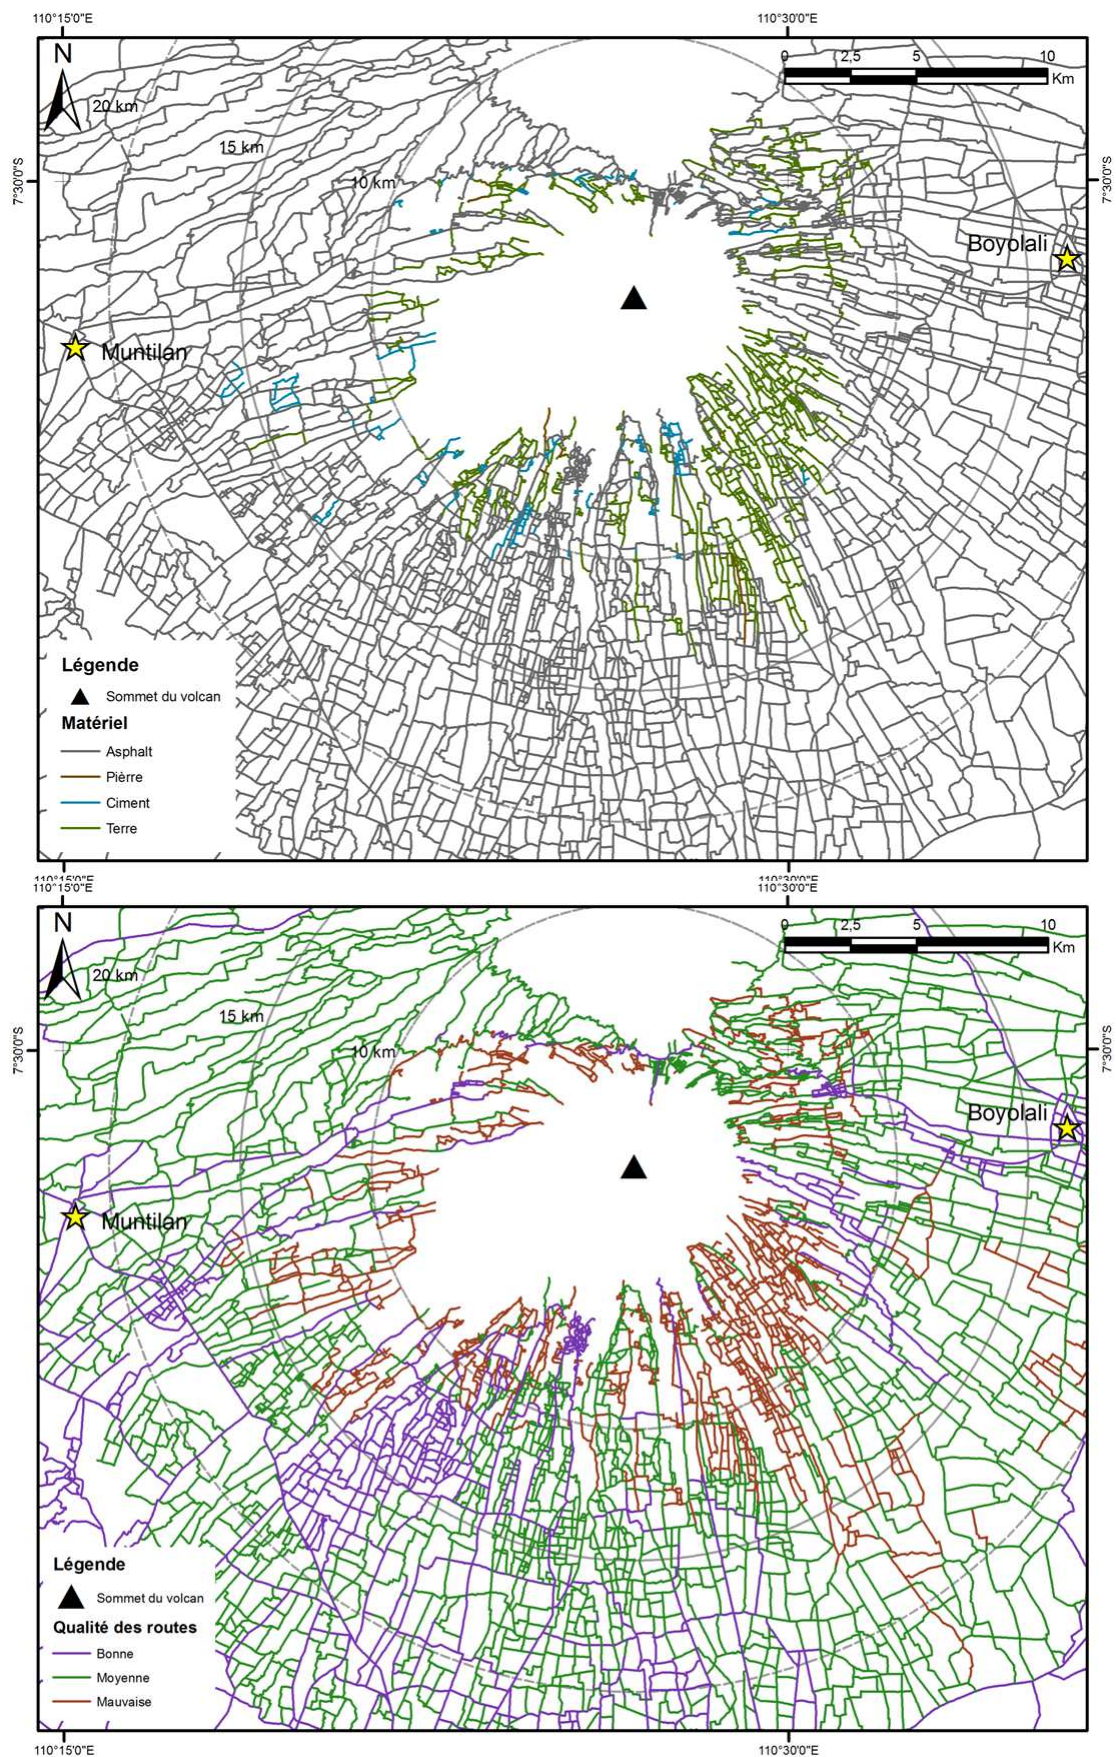 110°15'0"E 110°30'0"E
N
0 2,5 5 10
Km
20 km
15 km
10 km
7°30'0"S 7°30'0"S
Boyolali
Muntilan
Légende
Sommet du volcan
Matériel
Asphalt
Pièrre
Ciment
Terre
110°15'0"E 110°30'0"E
110°15'0"E 110°30'0"E
N
0 2,5 5 10
Km
20 km
15 km
10 km
7°30'0"S 7°30'0"S
Boyolali
Muntilan
Légende
Sommet du volcan
Qualité des routes
Bonne
Moyenne
Mauvaise
110°15'0"E 110°30'0"E